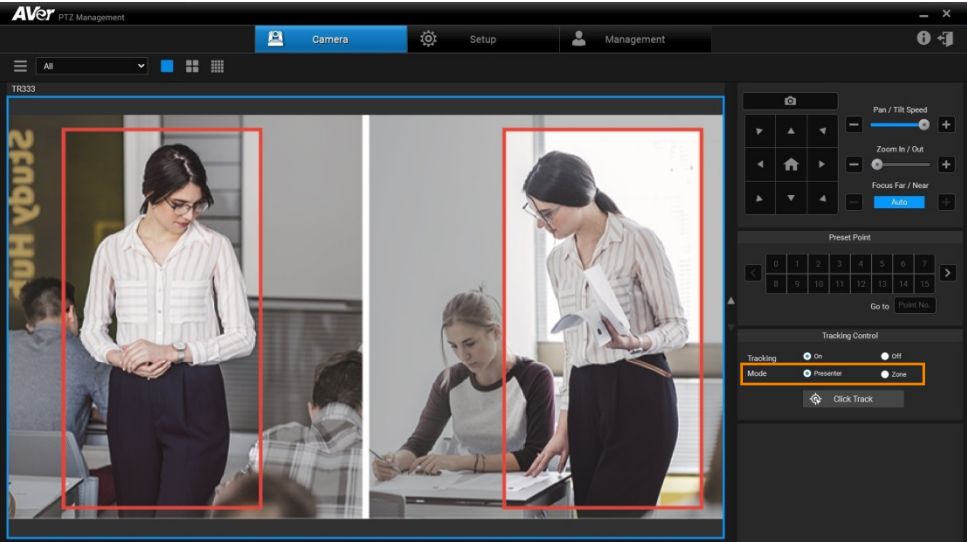 AVer PTZ Management
Camera
Setup
Management
All
TR333
Study Hu
Pan / Tilt Speed
Zoom In / Out
Focus Far / Near
Auto
Preset Point
0 1 2 3 4 5 6 7
8 9 10 11 12 13 14 15
Go to Point No.
Tracking Control
Tracking On Off
Mode Presenter Zone
Click Track